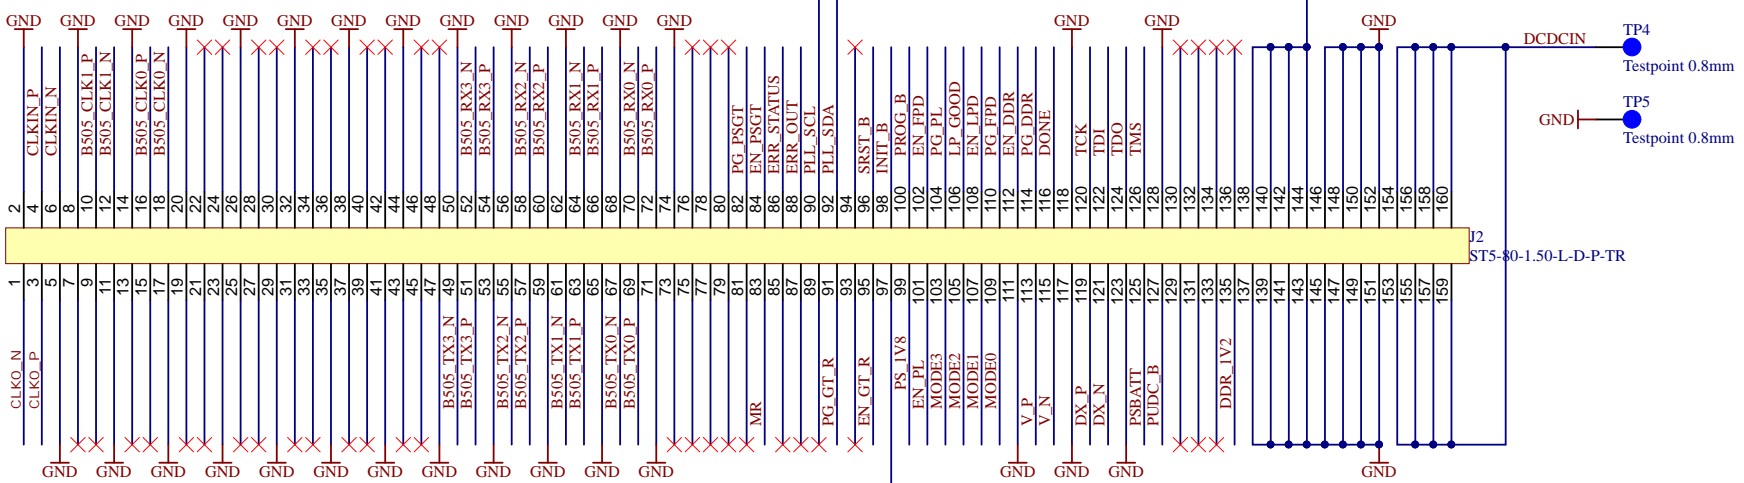 GND GND GND GND GND GND GND GND GND GND GND GND GND GND GND GND
DCDCIN
TP4
Testpoint 0.8mm
GND
TP5
Testpoint 0.8mm
CLKIN_P
CLKIN_N
B505_CLK1_P
B505_CLK1_N
B505_CLK0_P
B505_CLK0_N
B505_RX3_N
B505_RX3_P
B505_RX2_N
B505_RX2_P
B505_RX1_N
B505_RX1_P
B505_RX0_N
B505_RX0_P
PG_PSGT
EN_PSGT
ERR_STATUS
ERR_OUT
PLL_SCL
PLL_SDA
SRST_B
INIT_B
PROG_B
EN_FPD
PG_PL
LP_GOOD
EN_LPD
PG_FPD
EN_DDR
PG_DDR
DONE
TCK
TDI
TDO
TMS
2 4 6 8 10 12 14 16 18 20 22 24 26 28 30 32 34 36 38 40 42 44 46 48 50 52 54 56 58 60 62 64 66 68 70 72 74 76 78 80 82 84 86 88 90 92 94 96 98 100 102 104 106 108 110 112 114 116 118 120 122 124 126 128 130 132 134 136 138 140 142 144 146 148 150 152 154 156 158 160
J2
ST5-80-1.50-L-D-P-TR
1 3 5 7 9 11 13 15 17 19 21 23 25 27 29 31 33 35 37 39 41 43 45 47 49 51 53 55 57 59 61 63 65 67 69 71 73 75 77 79 81 83 85 87 89 91 93 95 97 99 101 103 105 107 109 111 113 115 117 119 121 123 125 127 129 131 133 135 137 139 141 143 145 147 149 151 153 155 157 159
CLKO_N
CLKO_P
B505_TX3_N
B505_TX3_P
B505_TX2_N
B505_TX2_P
B505_TX1_N
B505_TX1_P
B505_TX0_N
B505_TX0_P
MR
PG_GT_R
EN_GT_R
PS_1V8
EN_PL
MODE3
MODE2
MODE1
MODE0
V_P
V_N
DX_P
DX_N
PSBATT
PUDC_B
DDR_1V2
GND GND GND GND GND GND GND GND GND GND GND GND GND GND GND GND